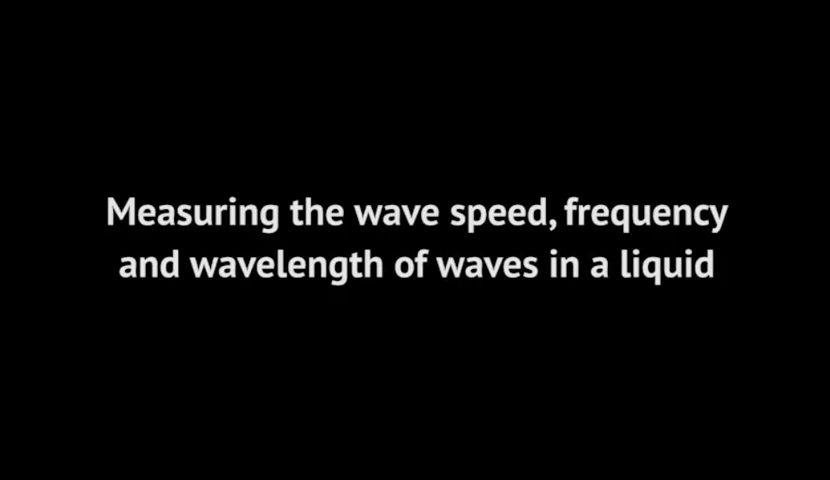 Measuring the wave speed, frequency
and wavelength of waves in a liquid